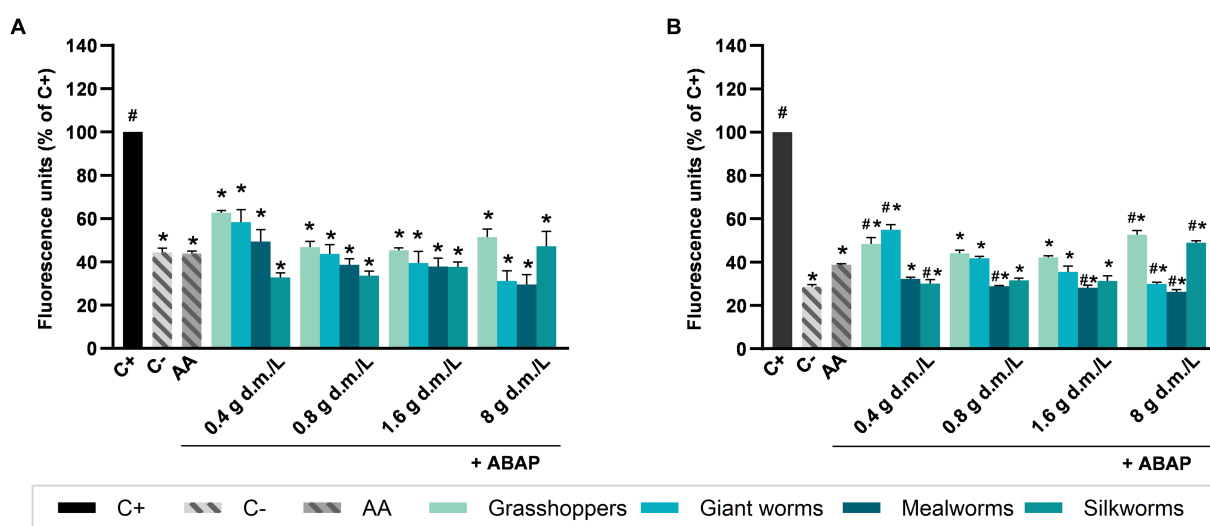 A
Fluorescence units (% of C+)
140
120
100
80
60
40
20
0
#
* * * * * * * * * * * * * * * * * *
C+ C- AA 0.4 g d.m./L 0.8 g d.m./L 1.6 g d.m./L 8 g d.m./L
+ ABAP
B
Fluorescence units (% of C+)
140
120
100
80
60
40
20
0
#
* * #* #* * #* * * #* * * * #* * #* #* #* #*
C+ C- AA 0.4 g d.m./L 0.8 g d.m./L 1.6 g d.m./L 8 g d.m./L
+ ABAP
C+ C- AA Grasshoppers Giant worms Mealworms Silkworms